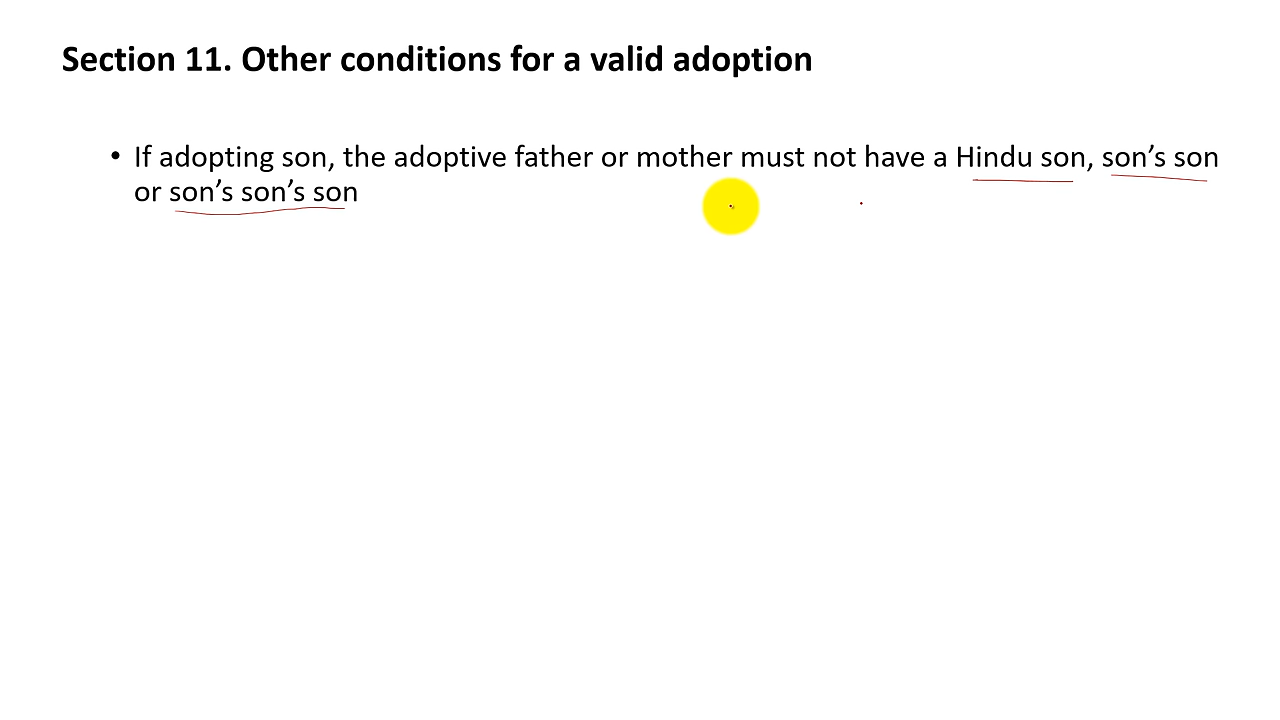 Section 11. Other conditions for a valid adoption
• If adopting son, the adoptive father or mother must not have a Hindu son, son’s son
or son’s son’s son